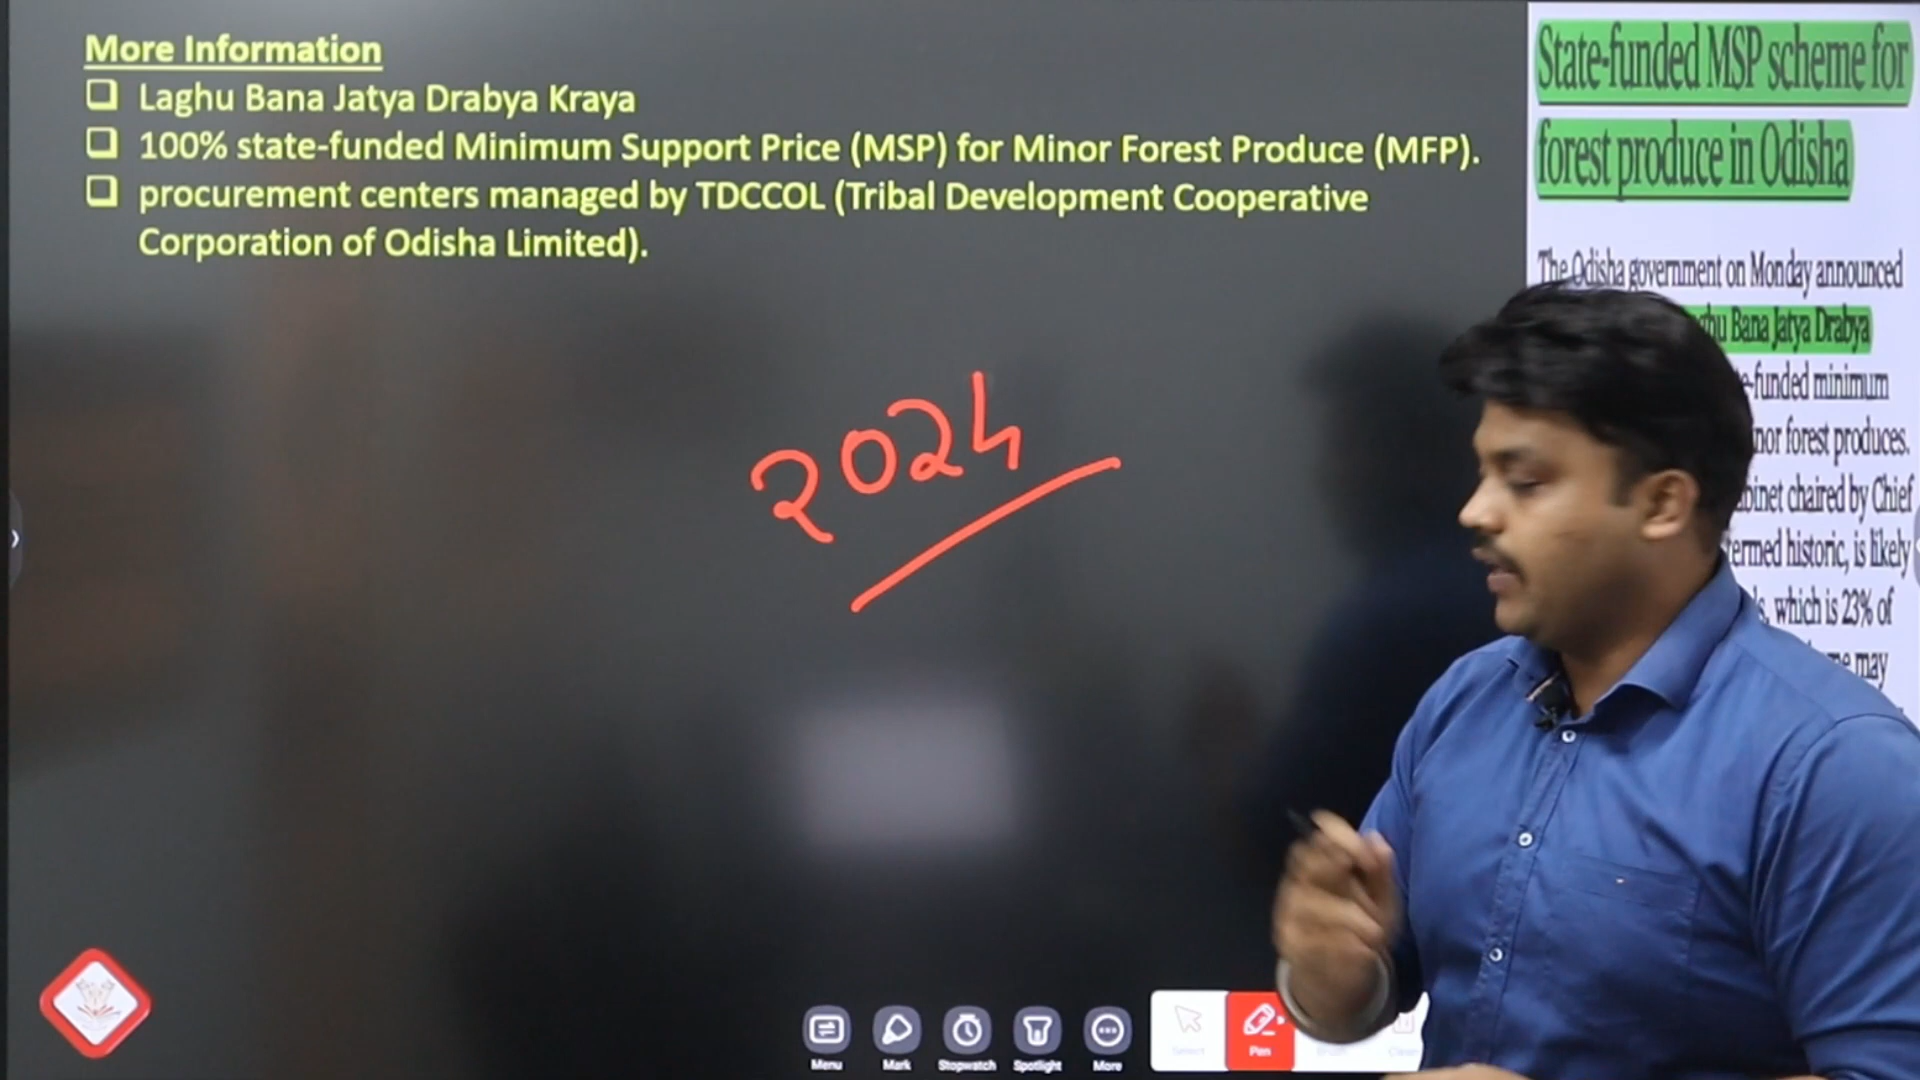 More Information
Laghu Bana Jatya Drabya Kraya
100% state-funded Minimum Support Price (MSP) for Minor Forest Produce (MFP).
procurement centers managed by TDCCOL (Tribal Development Cooperative
Corporation of Odisha Limited).
2024
State-funded MSP scheme for
forest produce in Odisha
The Odisha government on Monday announced
Bana Jatya Drabya
funded minimum
forest produces.
chaired by Chief
termed historic, is likely
which is 23% of
may
Menu
Mark
Stopwatch
Spotlight
More
Select
Pen